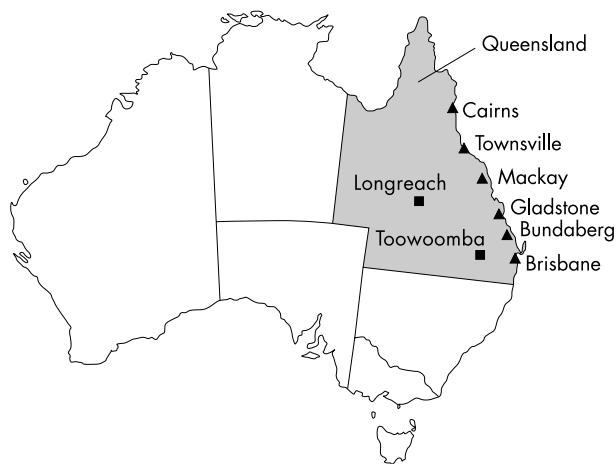 Queensland
Cairns
Townsville
Mackay
Longreach
Gladstone
Bundaberg
Toowoomba
Brisbane